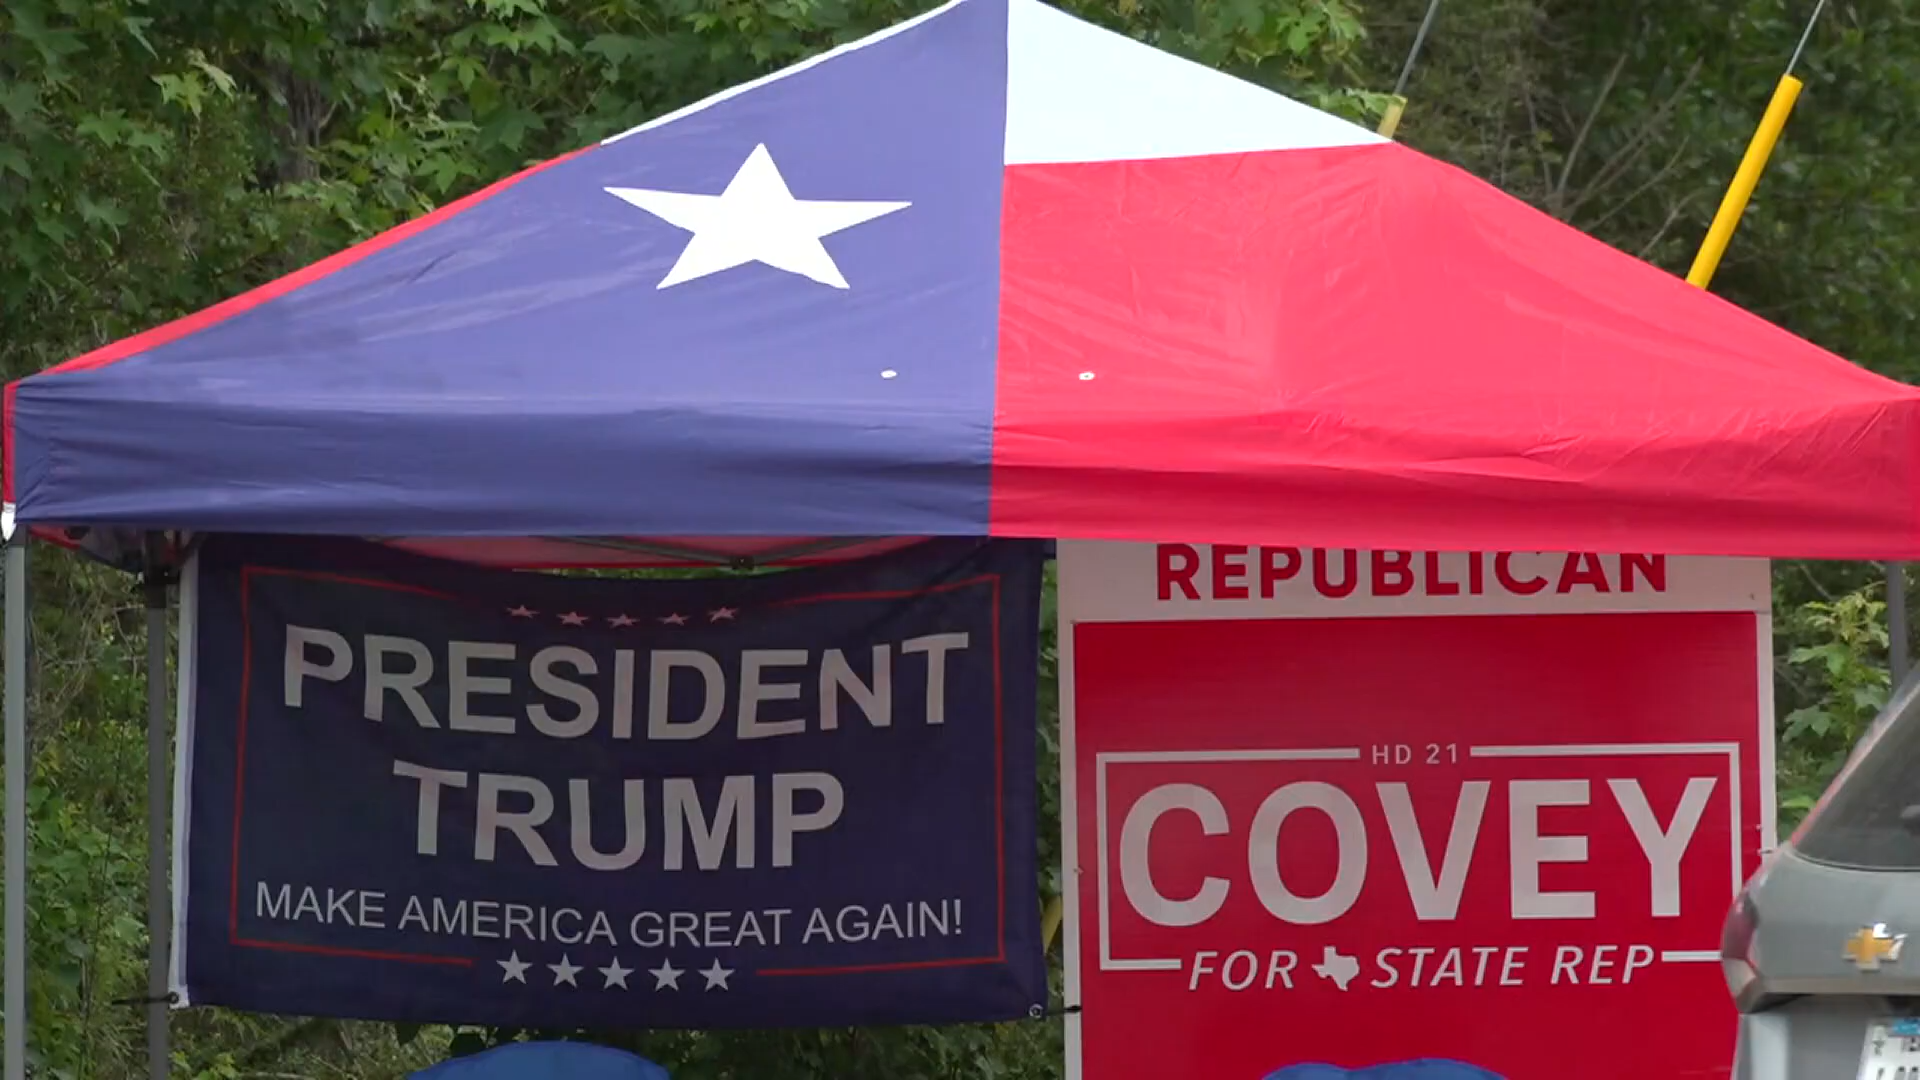 PRESIDENT
TRUMP
MAKE AMERICA GREAT AGAIN!
REPUBLICAN
HD 21
COVEY
FOR STATE REP